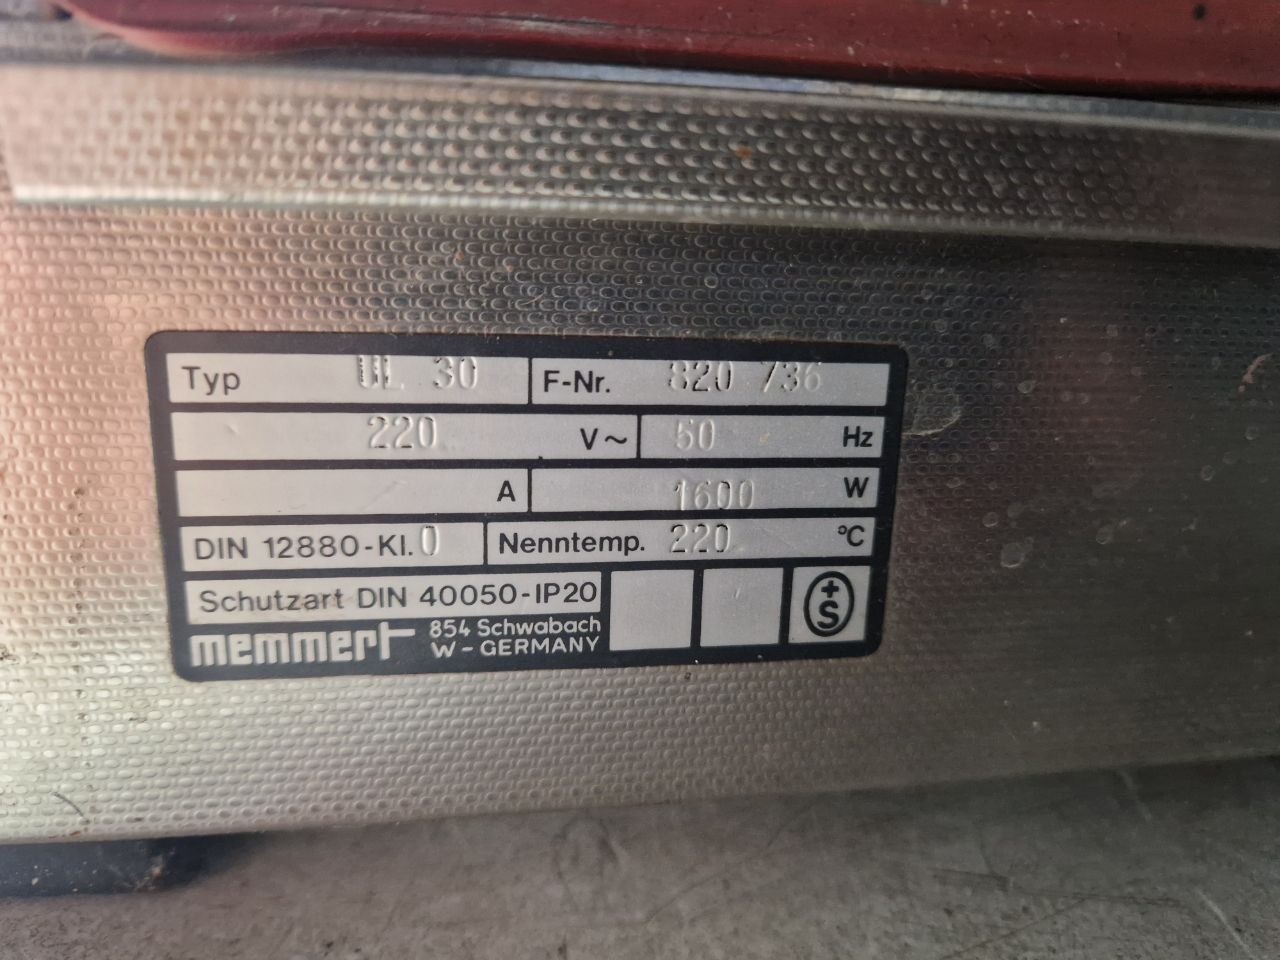 Typ UL 30 F-Nr. 820 736
220 V~ 50 Hz
A 1600 W
DIN 12880-Kl. 0 Nenntemp. 220 °C
Schutzart DIN 40050-IP20
memmert 854 Schwabach
W-GERMANY
+S